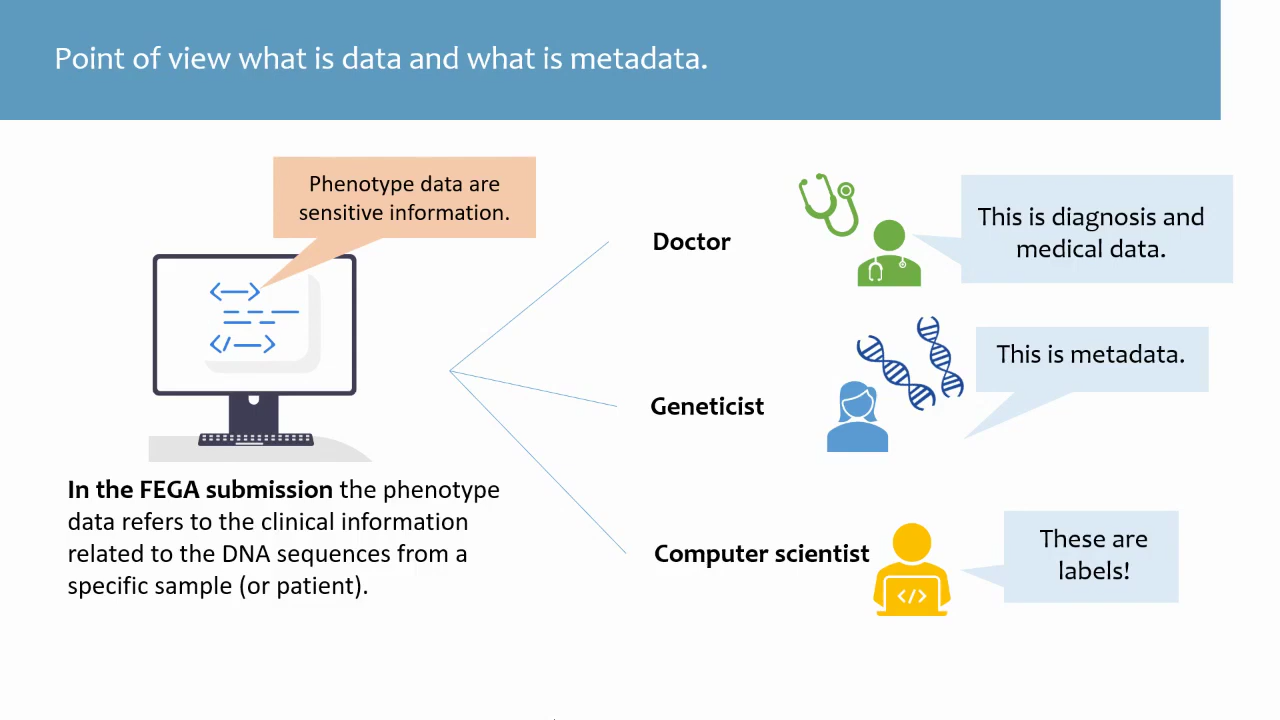 Point of view what is data and what is metadata.
Phenotype data are
sensitive information.
In the FEGA submission the phenotype
data refers to the clinical information
related to the DNA sequences from a
specific sample (or patient).
Doctor
This is diagnosis and
medical data.
Geneticist
This is metadata.
Computer scientist
</>
These are
labels!